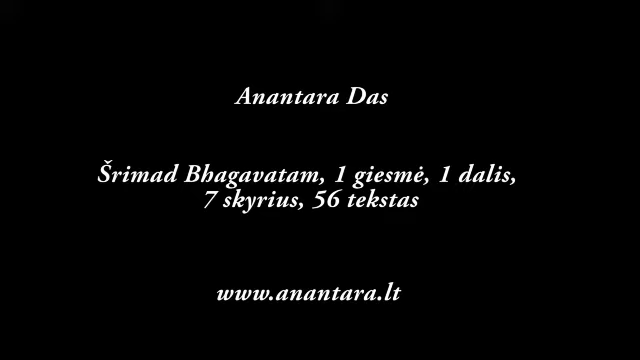 Anantara Das
Šrimad Bhagavatam, 1 giesmė, 1 dalis,
7 skyrius, 56 tekstas
www.anantara.lt